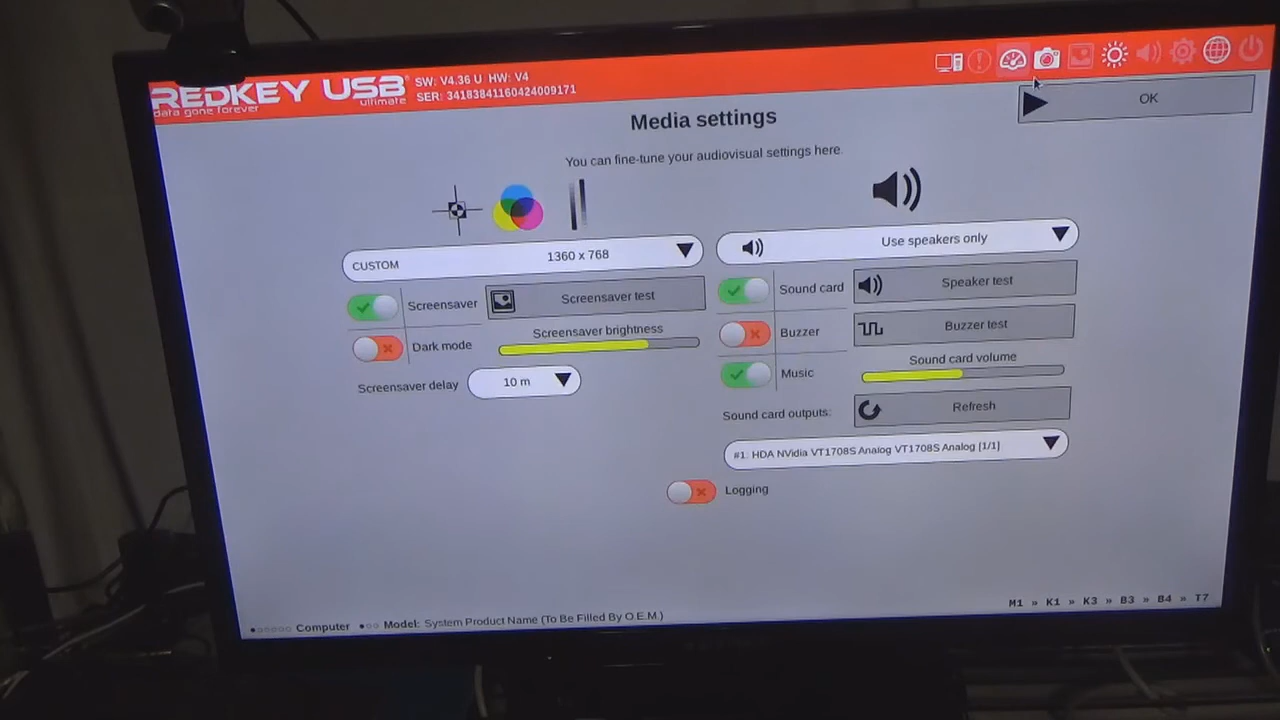 REDKEY USB®
ultimate
data gone forever
SW: V4.36 U HW: V4
SER: 34183841160424009171
OK
Media settings
You can fine-tune your audiovisual settings here.
CUSTOM 1360 x 768
Screensaver
Screensaver test
Dark mode
Screensaver brightness
Screensaver delay
10 m
Use speakers only
Sound card
Speaker test
Buzzer
Buzzer test
Music
Sound card volume
Sound card outputs:
Refresh
#1: HDA NVidia VT1708S Analog VT1708S Analog [1/1]
Logging
M1 » K1 » K3 » B3 » B4 » T7
Computer Model: System Product Name (To Be Filled By O.E.M.)